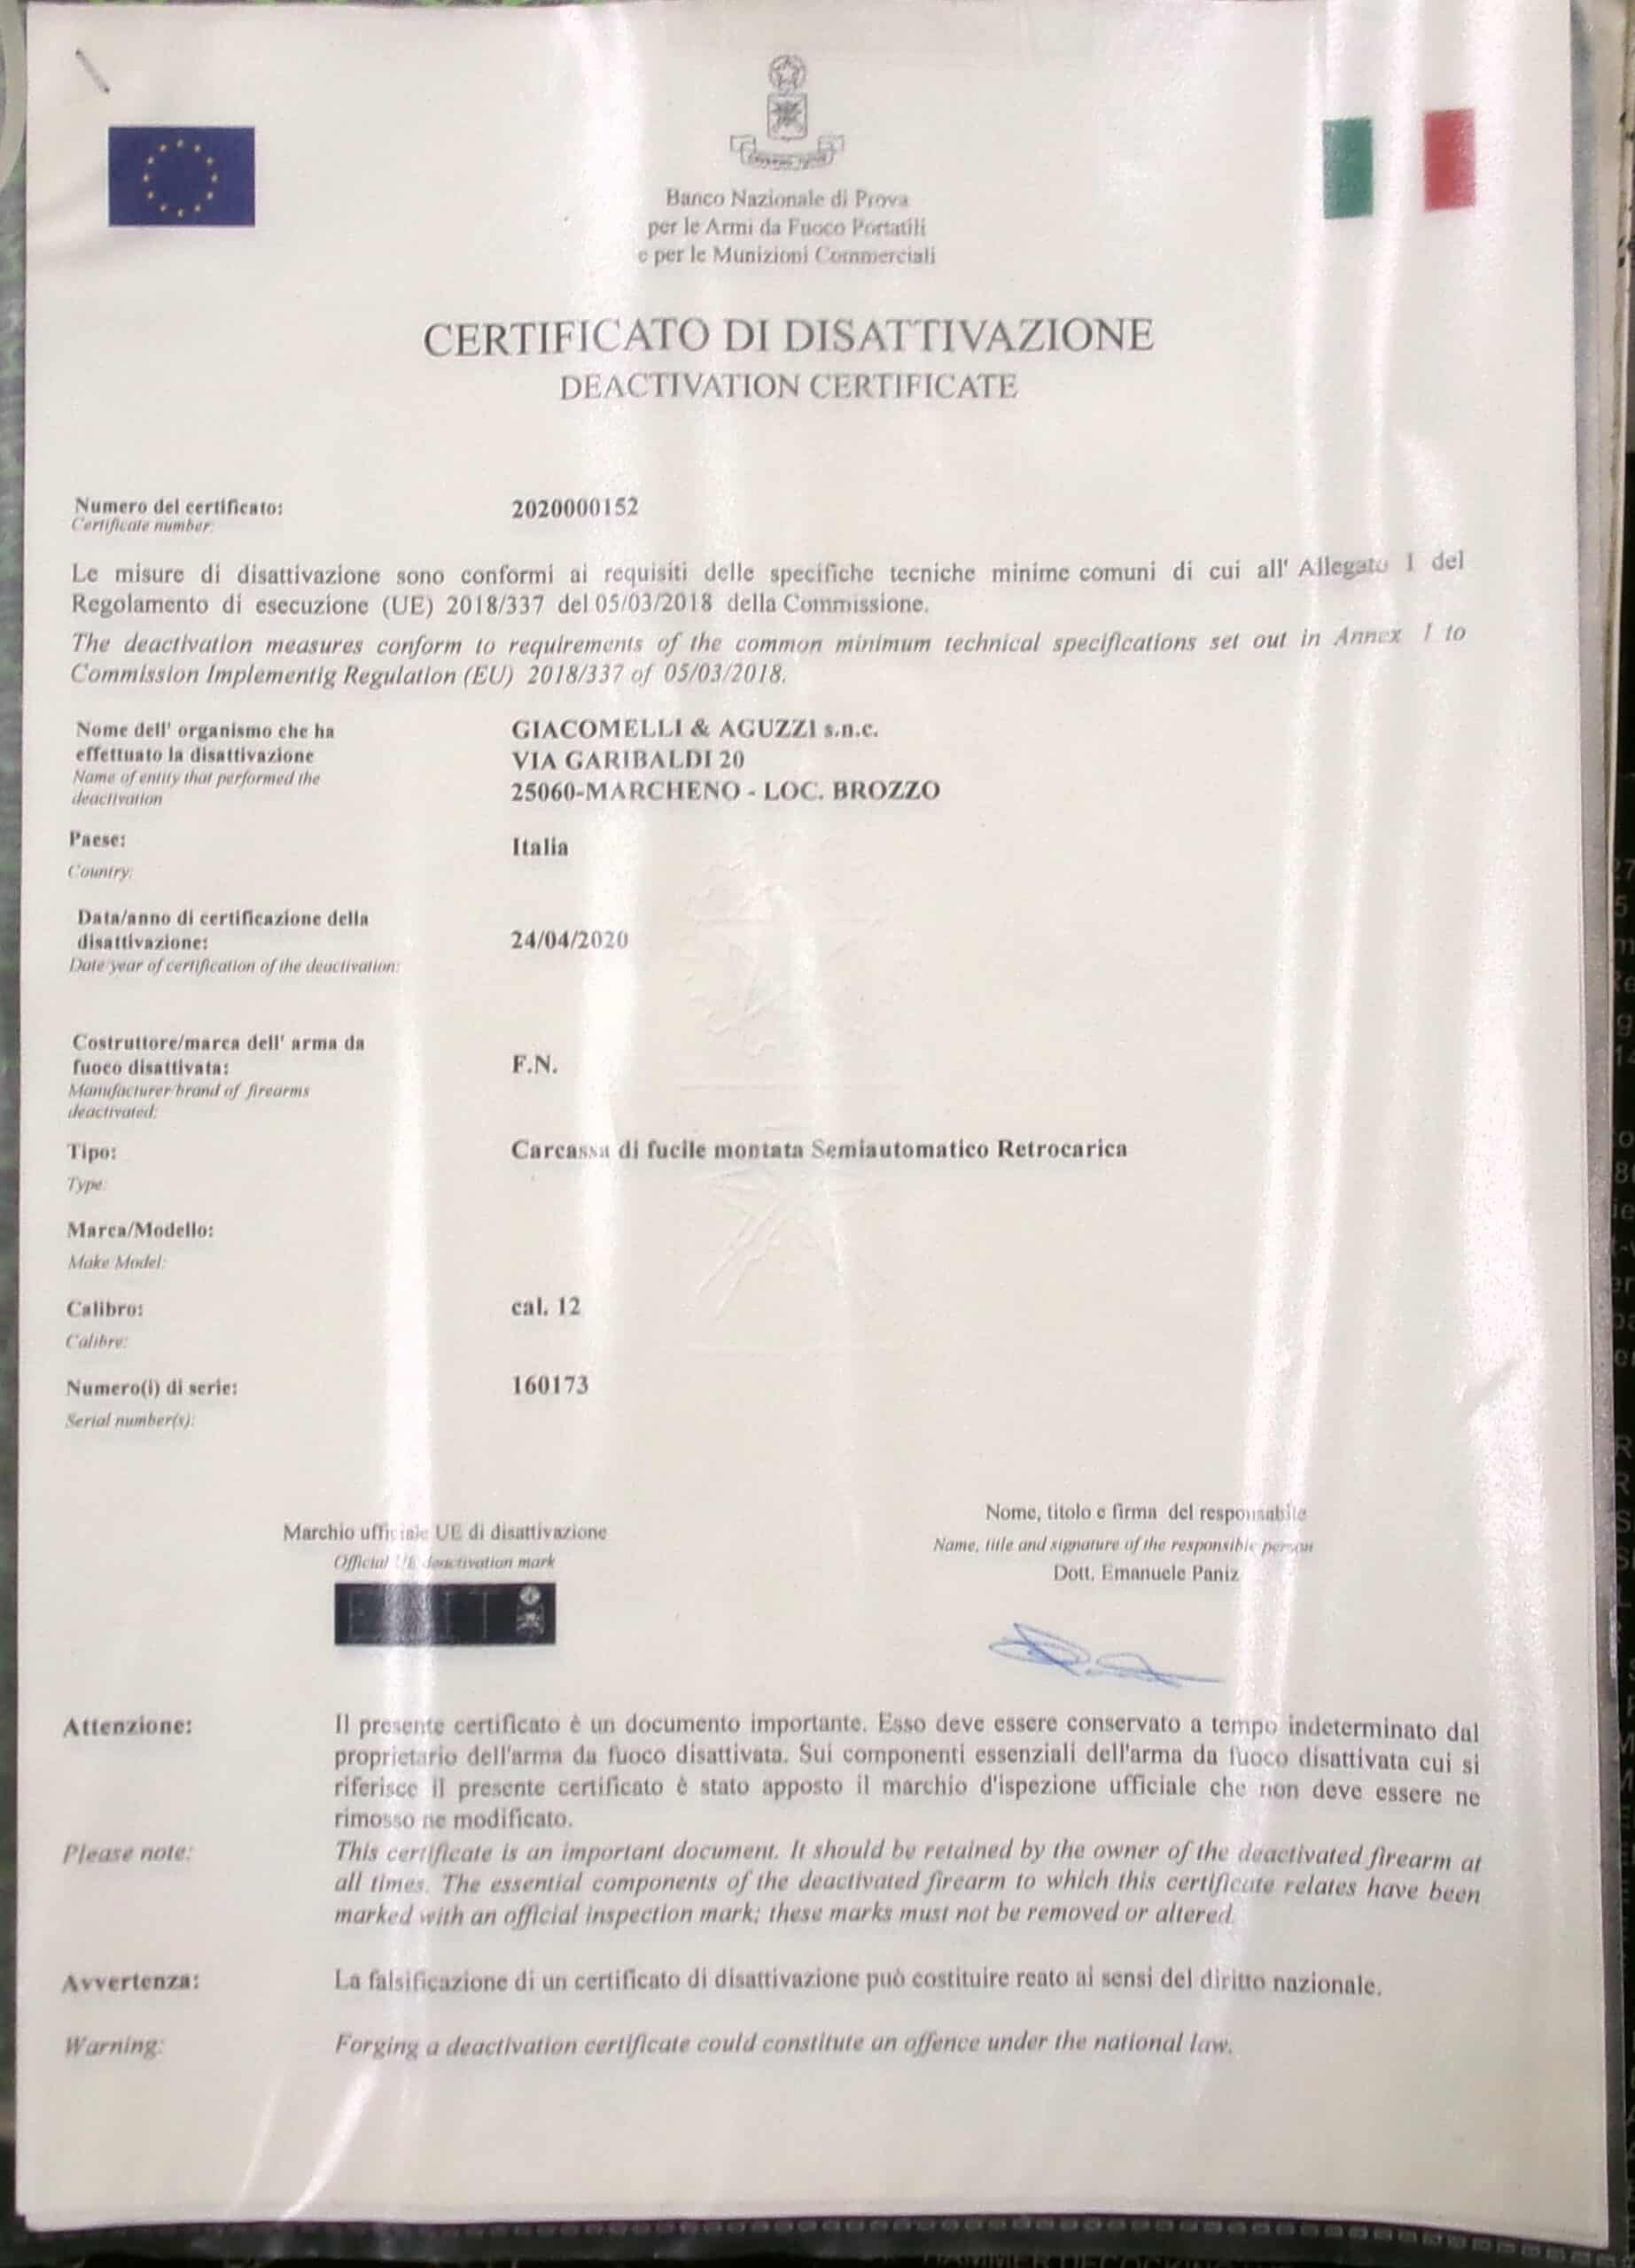 Banco Nazionale di Prova
per le Armi da Fuoco Portatili
e per le Munizioni Commerciali
CERTIFICATO DI DISATTIVAZIONE
DEACTIVATION CERTIFICATE
Numero del certificato: 2020000152
Certificate number:
Le misure di disattivazione sono conformi ai requisiti delle specifiche tecniche minime comuni di cui all' Allegato I del
Regolamento di esecuzione (UE) 2018/337 del 05/03/2018 della Commissione.
The deactivation measures conform to requirements of the common minimum technical specifications set out in Annex I to
Commission Implementig Regulation (EU) 2018/337 of 05/03/2018.
Nome dell' organismo che ha GIACOMELLI & AGUZZI s.n.c.
effettuato la disattivazione VIA GARIBALDI 20
Name of entity that performed the
deactivation 25060-MARCHENO - LOC. BROZZO
Paese: Italia
Country:
Data/anno di certificazione della
disattivazione: 24/04/2020
Date/year of certification of the deactivation:
Costruttore/marca dell' arma da
fuoco disattivata: F.N.
Manufacturer/brand of firearms
deactivated:
Tipo: Carcassa di fucile montata Semiautomatico Retrocarica
Type:
Marca/Modello:
Make/Model:
Calibro: cal. 12
Calibre:
Numero(i) di serie: 160173
Serial number(s):
Nome, titolo e firma del responsabile
Marchio ufficiale UE di disattivazione
Name, title and signature of the responsible person
Official UE deactivation mark
Dott. Emanuele Paniz
Attenzione: Il presente certificato è un documento importante. Esso deve essere conservato a tempo indeterminato dal
proprietario dell'arma da fuoco disattivata. Sui componenti essenziali dell'arma da fuoco disattivata cui si
riferisce il presente certificato è stato apposto il marchio d'ispezione ufficiale che non deve essere ne
rimosso ne modificato.
Please note: This certificate is an important document. It should be retained by the owner of the deactivated firearm at
all times. The essential components of the deactivated firearm to which this certificate relates have been
marked with an official inspection mark; these marks must not be removed or altered.
Avvertenza: La falsificazione di un certificato di disattivazione può costituire reato ai sensi del diritto nazionale.
Warning: Forging a deactivation certificate could constitute an offence under the national law.